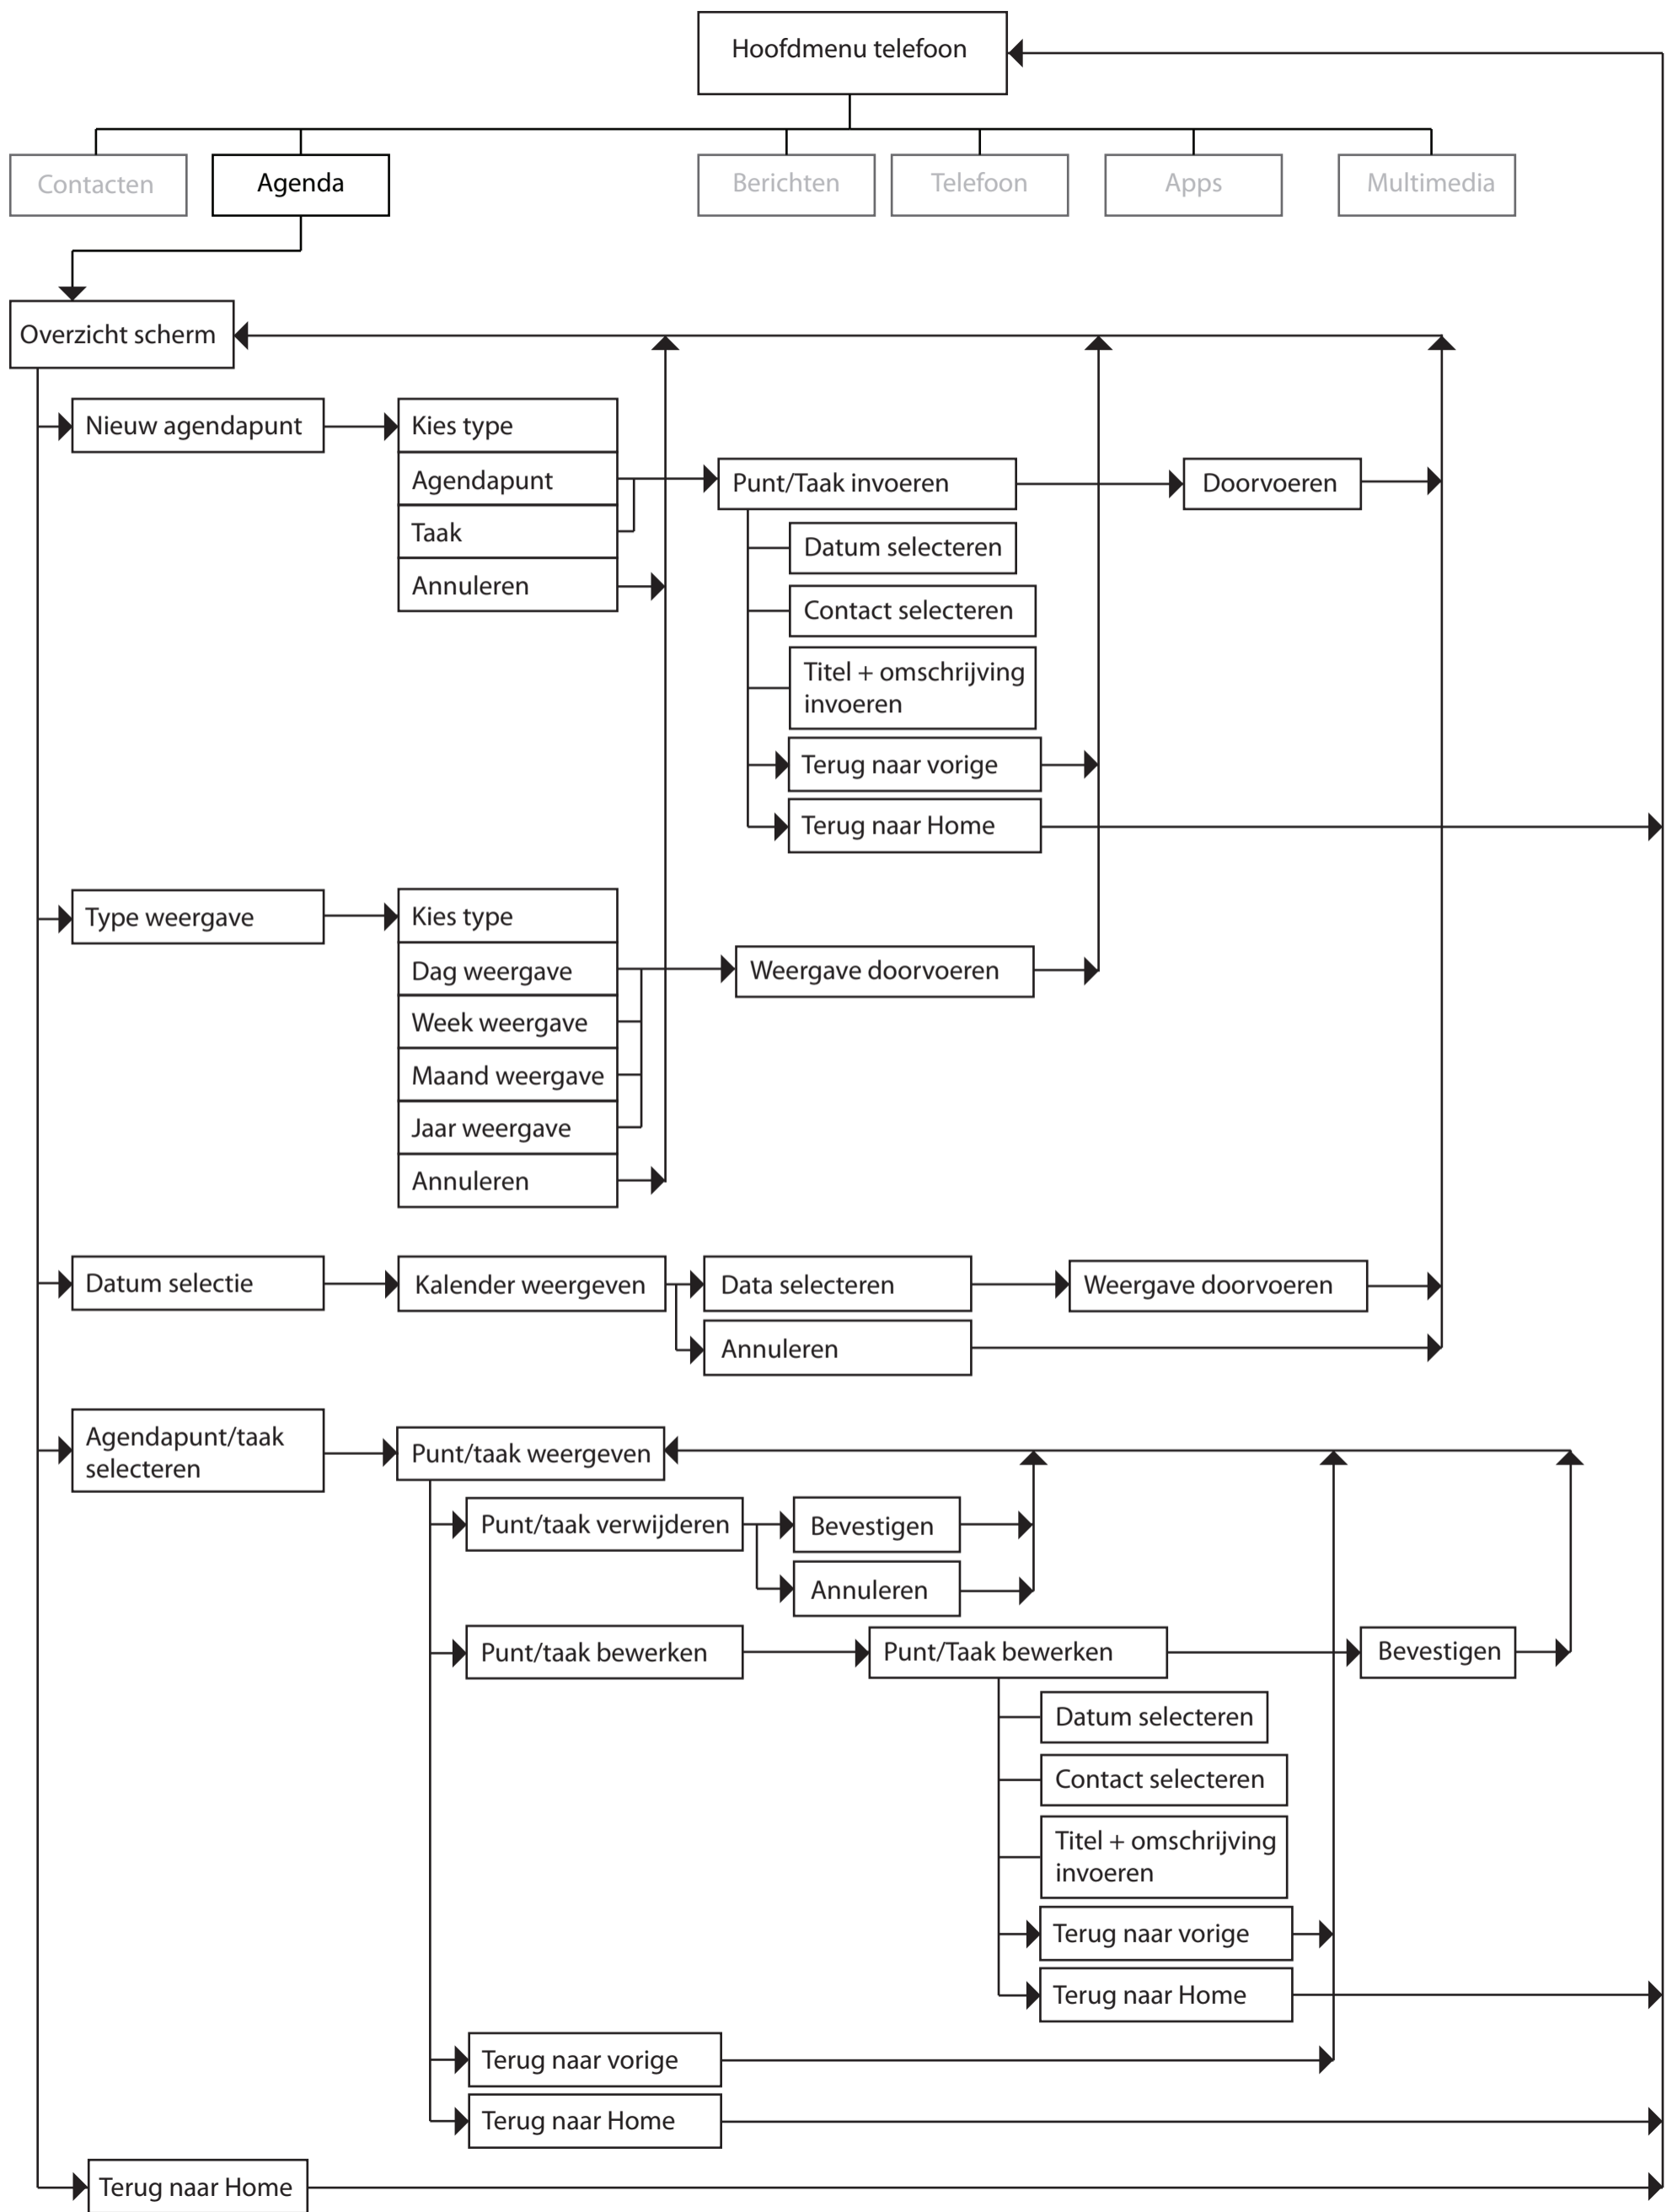 Hoofdmenu telefoon
Contacten
Agenda
Berichten
Telefoon
Apps
Multimedia
Overzicht scherm
Nieuw agendapunt
Kies type
Agendapunt
Taak
Annuleren
Punt/Taak invoeren
Doorvoeren
Datum selecteren
Contact selecteren
Titel + omschrijving
invoeren
Terug naar vorige
Terug naar Home
Type weergave
Kies type
Dag weergave
Week weergave
Maand weergave
Jaar weergave
Annuleren
Weergave doorvoeren
Datum selectie
Kalender weergeven
Data selecteren
Weergave doorvoeren
Annuleren
Agendapunt/taak
selecteren
Punt/taak weergeven
Punt/taak verwijderen
Bevestigen
Annuleren
Punt/taak bewerken
Punt/Taak bewerken
Bevestigen
Datum selecteren
Contact selecteren
Titel + omschrijving
invoeren
Terug naar vorige
Terug naar Home
Terug naar vorige
Terug naar Home
Terug naar Home